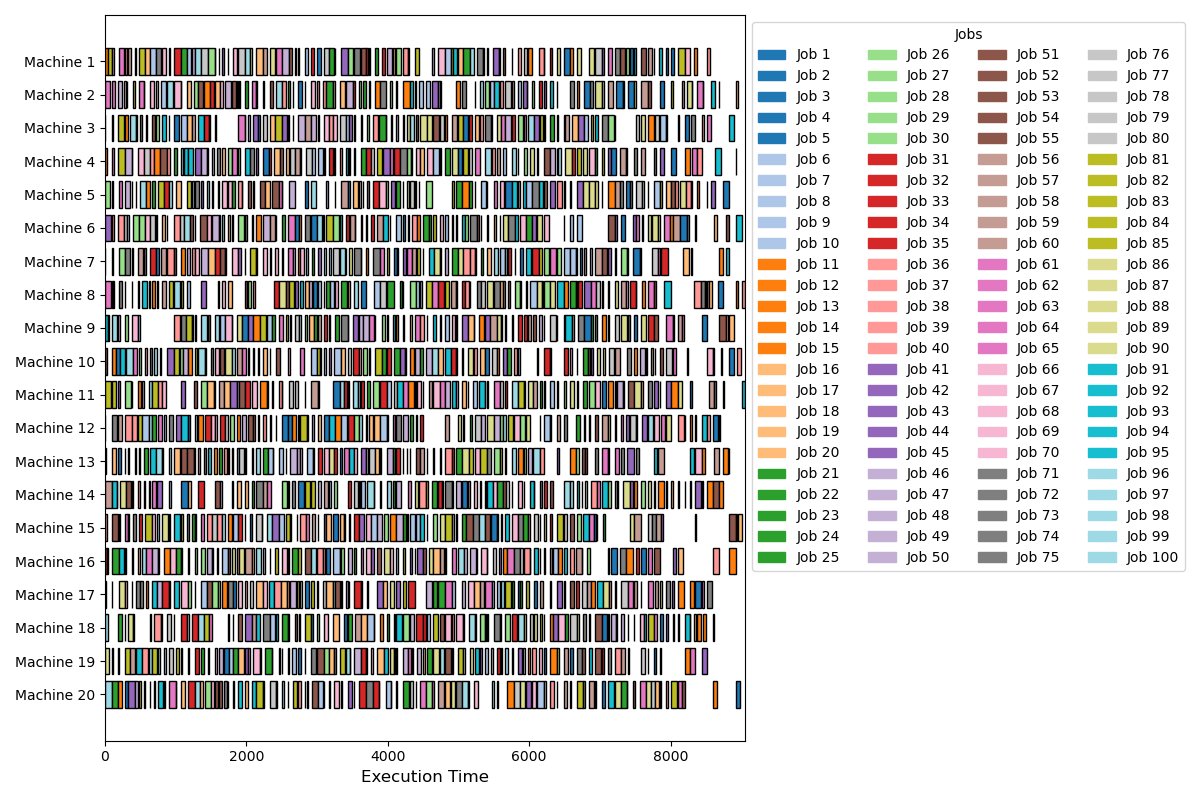 Jobs
Job 1 Job 26 Job 51 Job 76
Machine 1 Job 2 Job 27 Job 52 Job 77
Machine 2 Job 3 Job 28 Job 53 Job 78
Job 4 Job 29 Job 54 Job 79
Machine 3 Job 5 Job 30 Job 55 Job 80
Machine 4 Job 6 Job 31 Job 56 Job 81
Job 7 Job 32 Job 57 Job 82
Machine 5 Job 8 Job 33 Job 58 Job 83
Machine 6 Job 9 Job 34 Job 59 Job 84
Job 10 Job 35 Job 60 Job 85
Machine 7 Job 11 Job 36 Job 61 Job 86
Machine 8 Job 12 Job 37 Job 62 Job 87
Job 13 Job 38 Job 63 Job 88
Machine 9 Job 14 Job 39 Job 64 Job 89
Machine 10 Job 15 Job 40 Job 65 Job 90
Job 16 Job 41 Job 66 Job 91
Machine 11 Job 17 Job 42 Job 67 Job 92
Job 18 Job 43 Job 68 Job 93
Machine 12 Job 19 Job 44 Job 69 Job 94
Machine 13 Job 20 Job 45 Job 70 Job 95
Job 21 Job 46 Job 71 Job 96
Machine 14 Job 22 Job 47 Job 72 Job 97
Machine 15 Job 23 Job 48 Job 73 Job 98
Job 24 Job 49 Job 74 Job 99
Machine 16 Job 25 Job 50 Job 75 Job 100
Machine 17
Machine 18
Machine 19
Machine 20
0 2000 4000 6000 8000
Execution Time